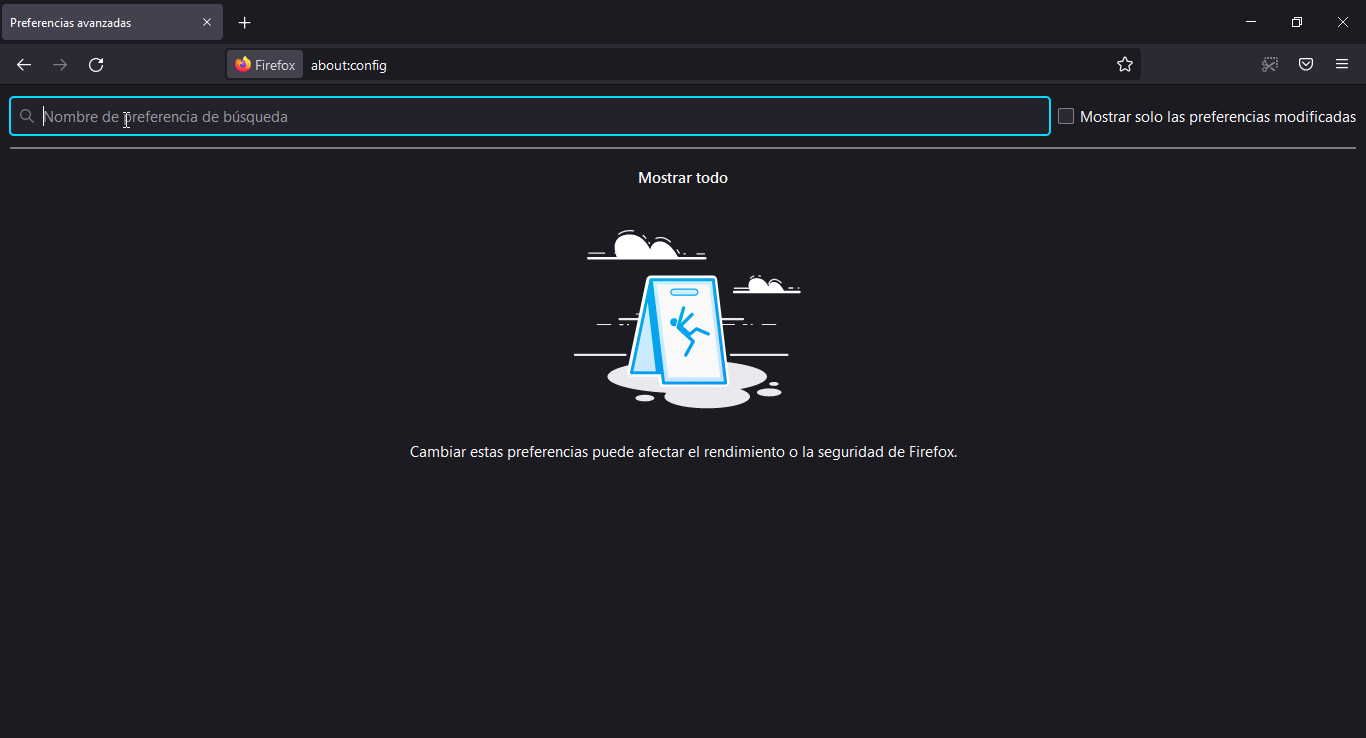 Preferencias avanzadas
Firefox about:config
Nombre de preferencia de búsqueda
Mostrar solo las preferencias modificadas
Mostrar todo
Cambiar estas preferencias puede afectar el rendimiento o la seguridad de Firefox.